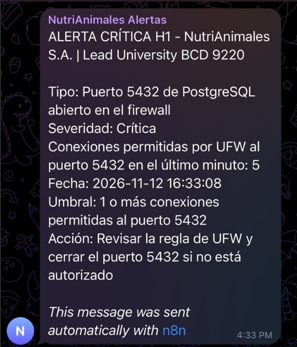 NutriAnimales Alertas
ALERTA CRÍTICA H1 - NutriAnimales
S.A. | Lead University BCD 9220
Tipo: Puerto 5432 de PostgreSQL
abierto en el firewall
Severidad: Crítica
Conexiones permitidas por UFW al
puerto 5432 en el último minuto: 5
Fecha: 2026-11-12 16:33:08
Umbral: 1 o más conexiones
permitidas al puerto 5432
Acción: Revisar la regla de UFW y
cerrar el puerto 5432 si no está
autorizado
This message was sent
automatically with n8n
N
4:33 PM